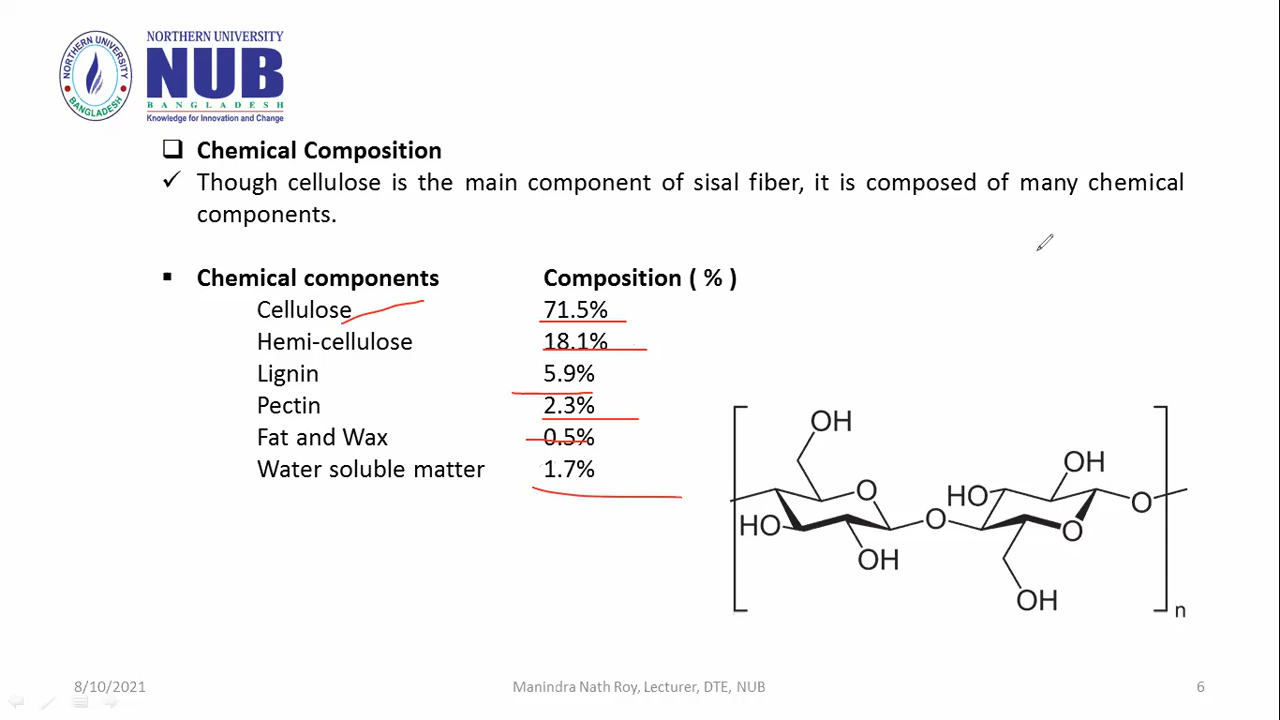 NORTHERN UNIVERSITY
NORTHERN UNIVERSITY
NUB
BANGLADESH
BANGLADESH
Knowledge for Innovation and Change
Chemical Composition
Though cellulose is the main component of sisal fiber, it is composed of many chemical
components.
Chemical components Composition ( % )
Cellulose 71.5%
Hemi-cellulose 18.1%
Lignin 5.9%
Pectin 2.3%
Fat and Wax 0.5%
Water soluble matter 1.7%
OH
OH
O
HO
O
HO
O
O
OH
OH
n
8/10/2021 Manindra Nath Roy, Lecturer, DTE, NUB 6